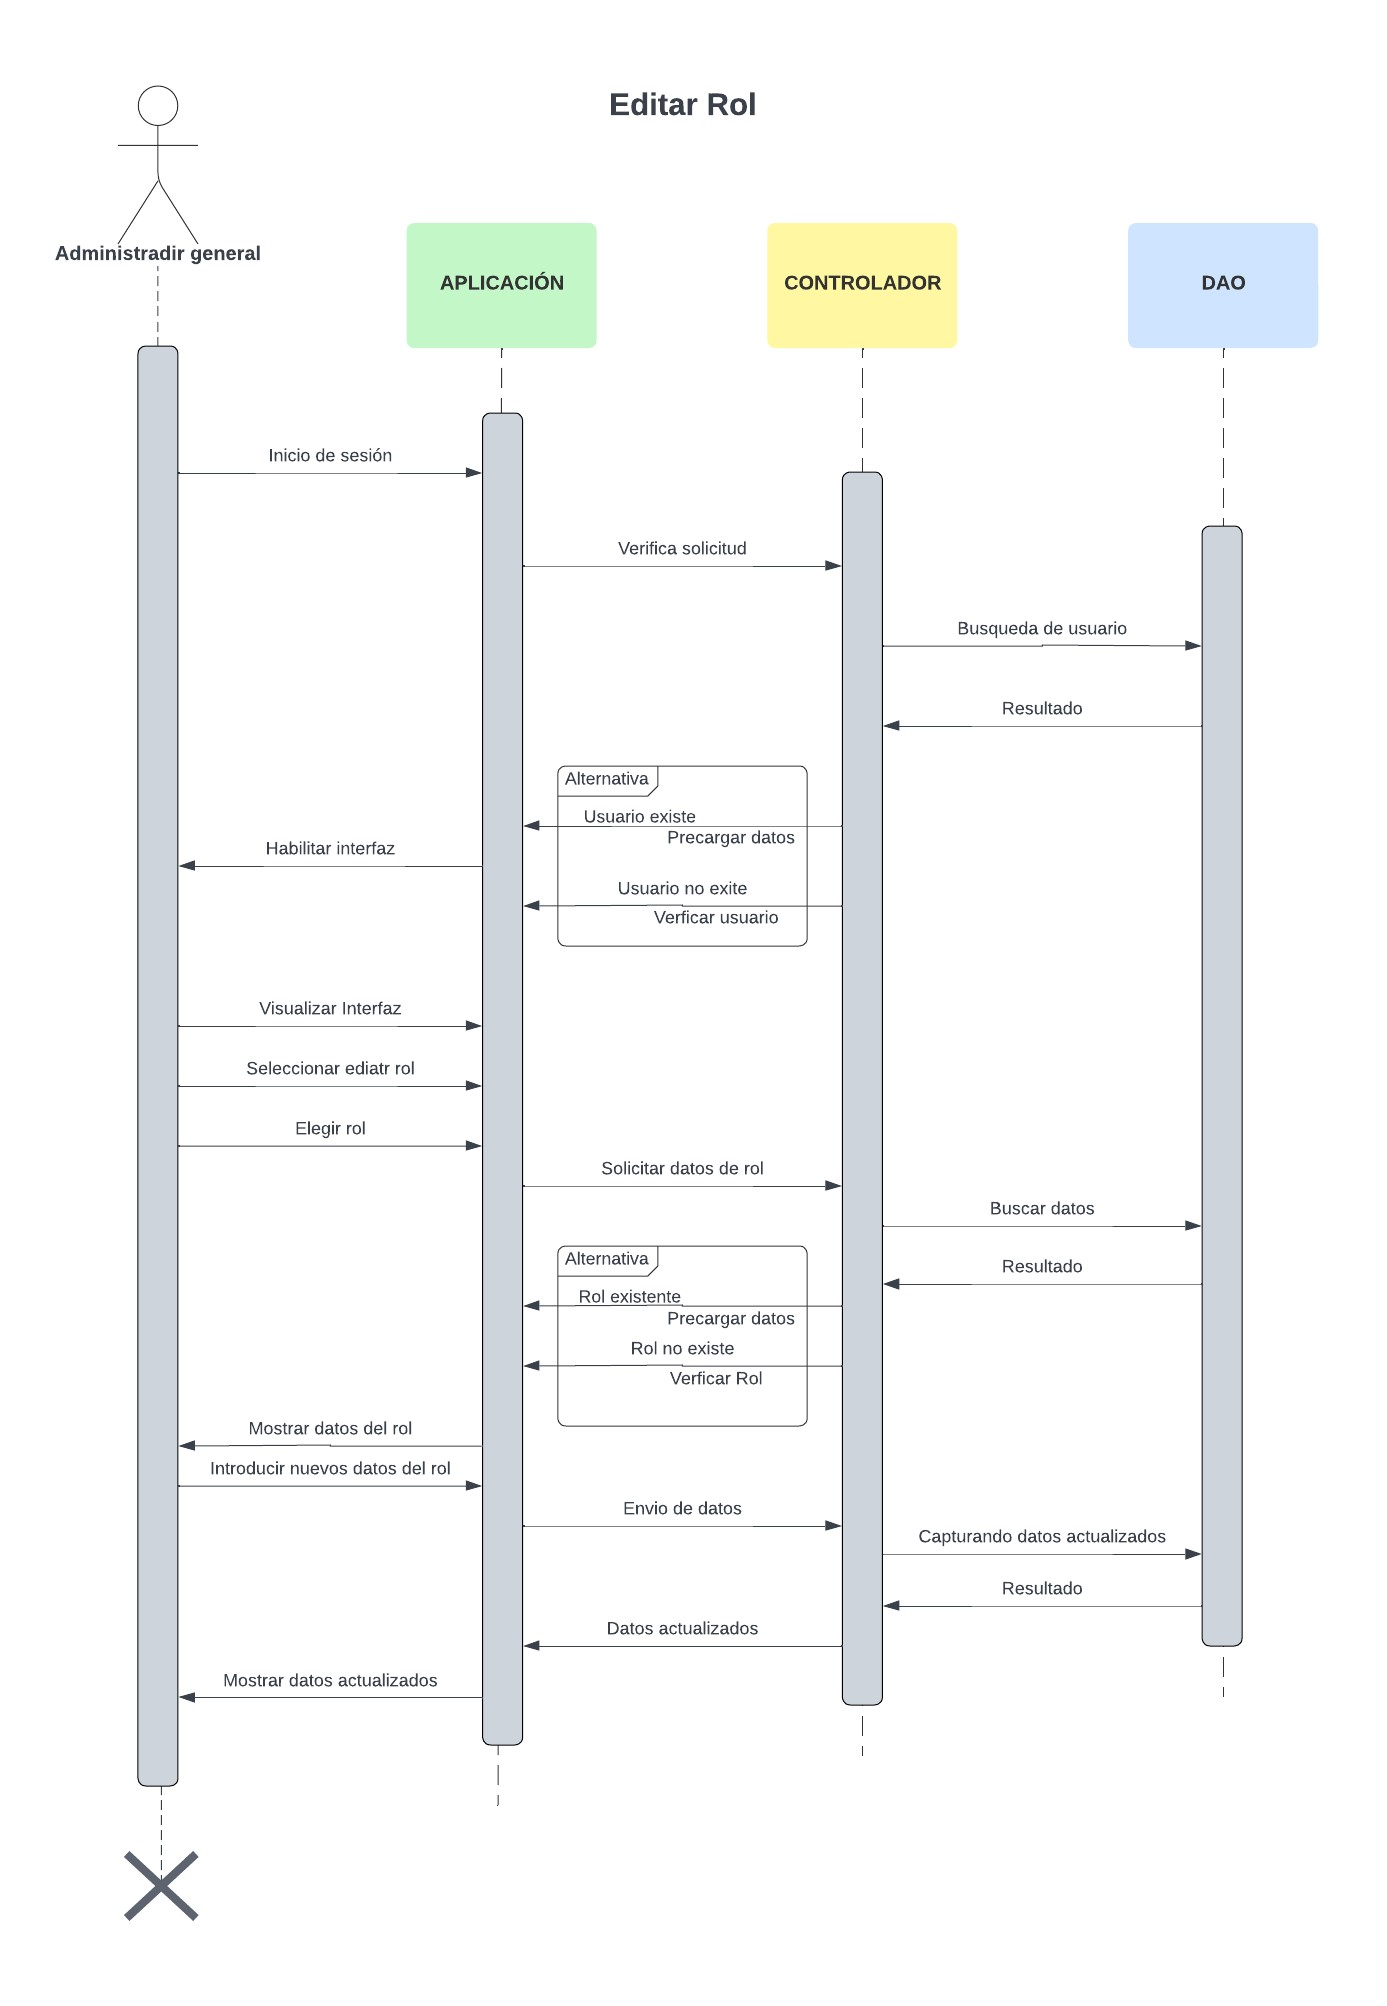 Editar Rol
Administradir general
APLICACIÓN
CONTROLADOR
DAO
Inicio de sesión
Verifica solicitud
Busqueda de usuario
Resultado
Alternativa
Usuario existe
Precargar datos
Habilitar interfaz
Usuario no exite
Verficar usuario
Visualizar Interfaz
Seleccionar ediatr rol
Elegir rol
Solicitar datos de rol
Buscar datos
Alternativa
Resultado
Rol existente
Precargar datos
Rol no existe
Verficar Rol
Mostrar datos del rol
Introducir nuevos datos del rol
Envio de datos
Capturando datos actualizados
Resultado
Datos actualizados
Mostrar datos actualizados